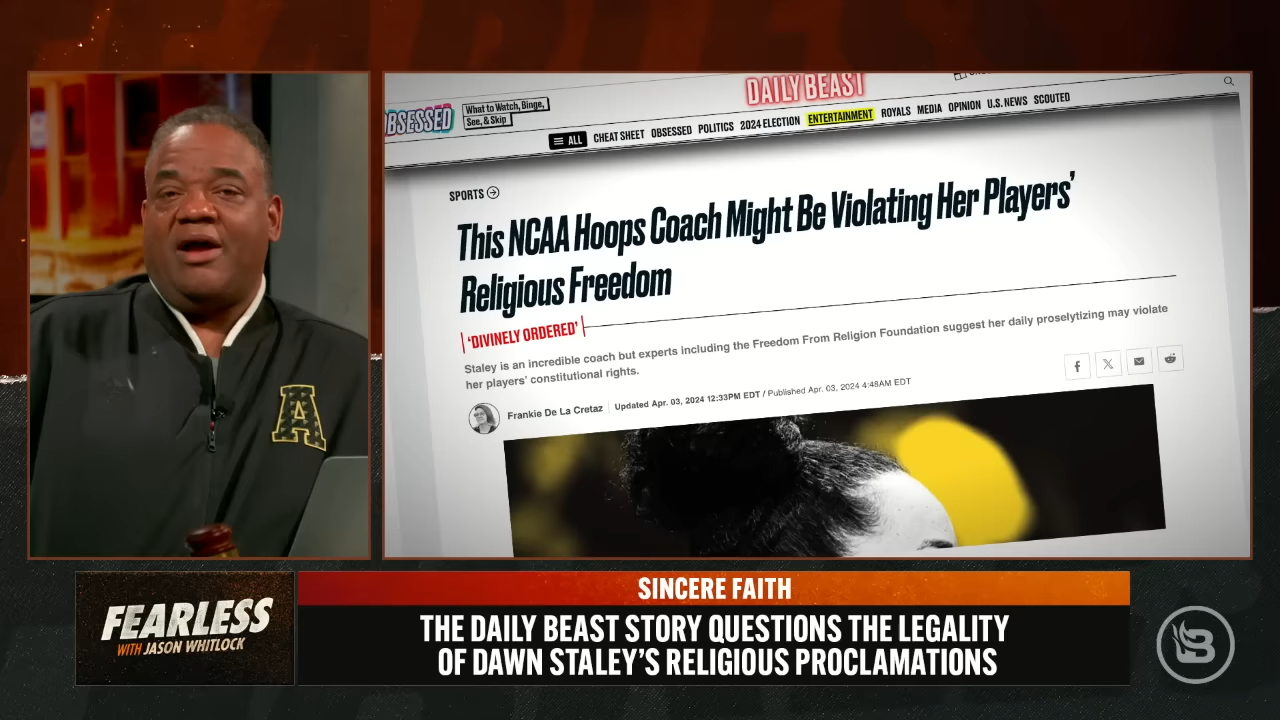 OBSESSED
What to Watch, Binge,
See, & Skip
DAILY BEAST
ALL CHEAT SHEET OBSESSED POLITICS 2024 ELECTION ENTERTAINMENT ROYALS MEDIA OPINION U.S. NEWS SCOUTED
SPORTS
This NCAA Hoops Coach Might Be Violating Her Players'
Religious Freedom
'DIVINELY ORDERED'
Staley is an incredible coach but experts including the Freedom From Religion Foundation suggest her daily proselytizing may violate
her players' constitutional rights.
Frankie De La Cretaz Updated Apr. 03, 2024 12:33PM EDT / Published Apr. 03, 2024 4:48AM EDT
A
FEARLESS
WITH JASON WHITLOCK
SINCERE FAITH
THE DAILY BEAST STORY QUESTIONS THE LEGALITY
OF DAWN STALEY'S RELIGIOUS PROCLAMATIONS
B